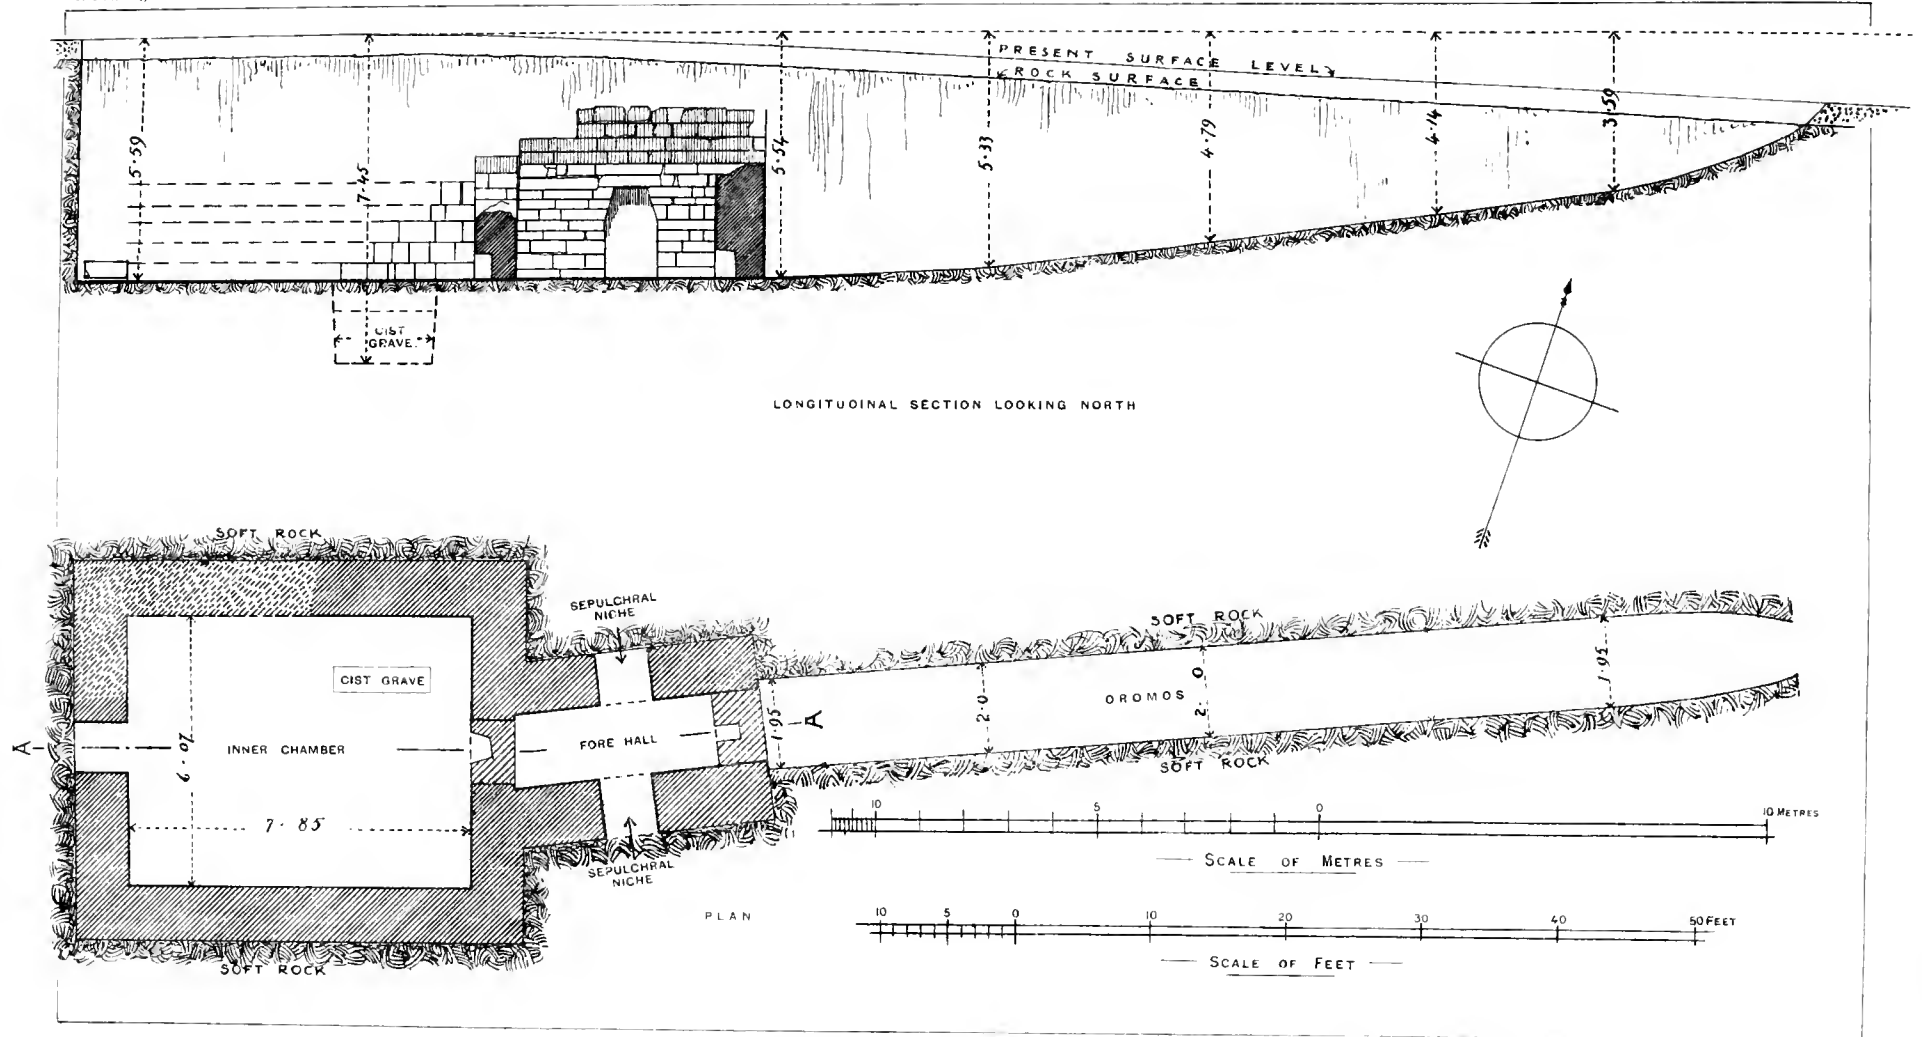 PRESENT SURFACE LEVEL
ROCK SURFACE
5·59
7·45
5·54
5·33
4·79
4·14
3·59
CIST
GRAVE.
LONGITUDINAL SECTION LOOKING NORTH
SOFT ROCK
SEPULCHRAL
NICHE
SOFT ROCK
CIST GRAVE
A
INNER CHAMBER
6·07
7·85
FORE HALL
1·95
A
2·0
DROMOS
2·0
1·95
SOFT ROCK
SEPULCHRAL
NICHE
SOFT ROCK
PLAN
10 5 0 10 METRES
SCALE OF METRES
10 5 0 10 20 30 40 50 FEET
SCALE OF FEET